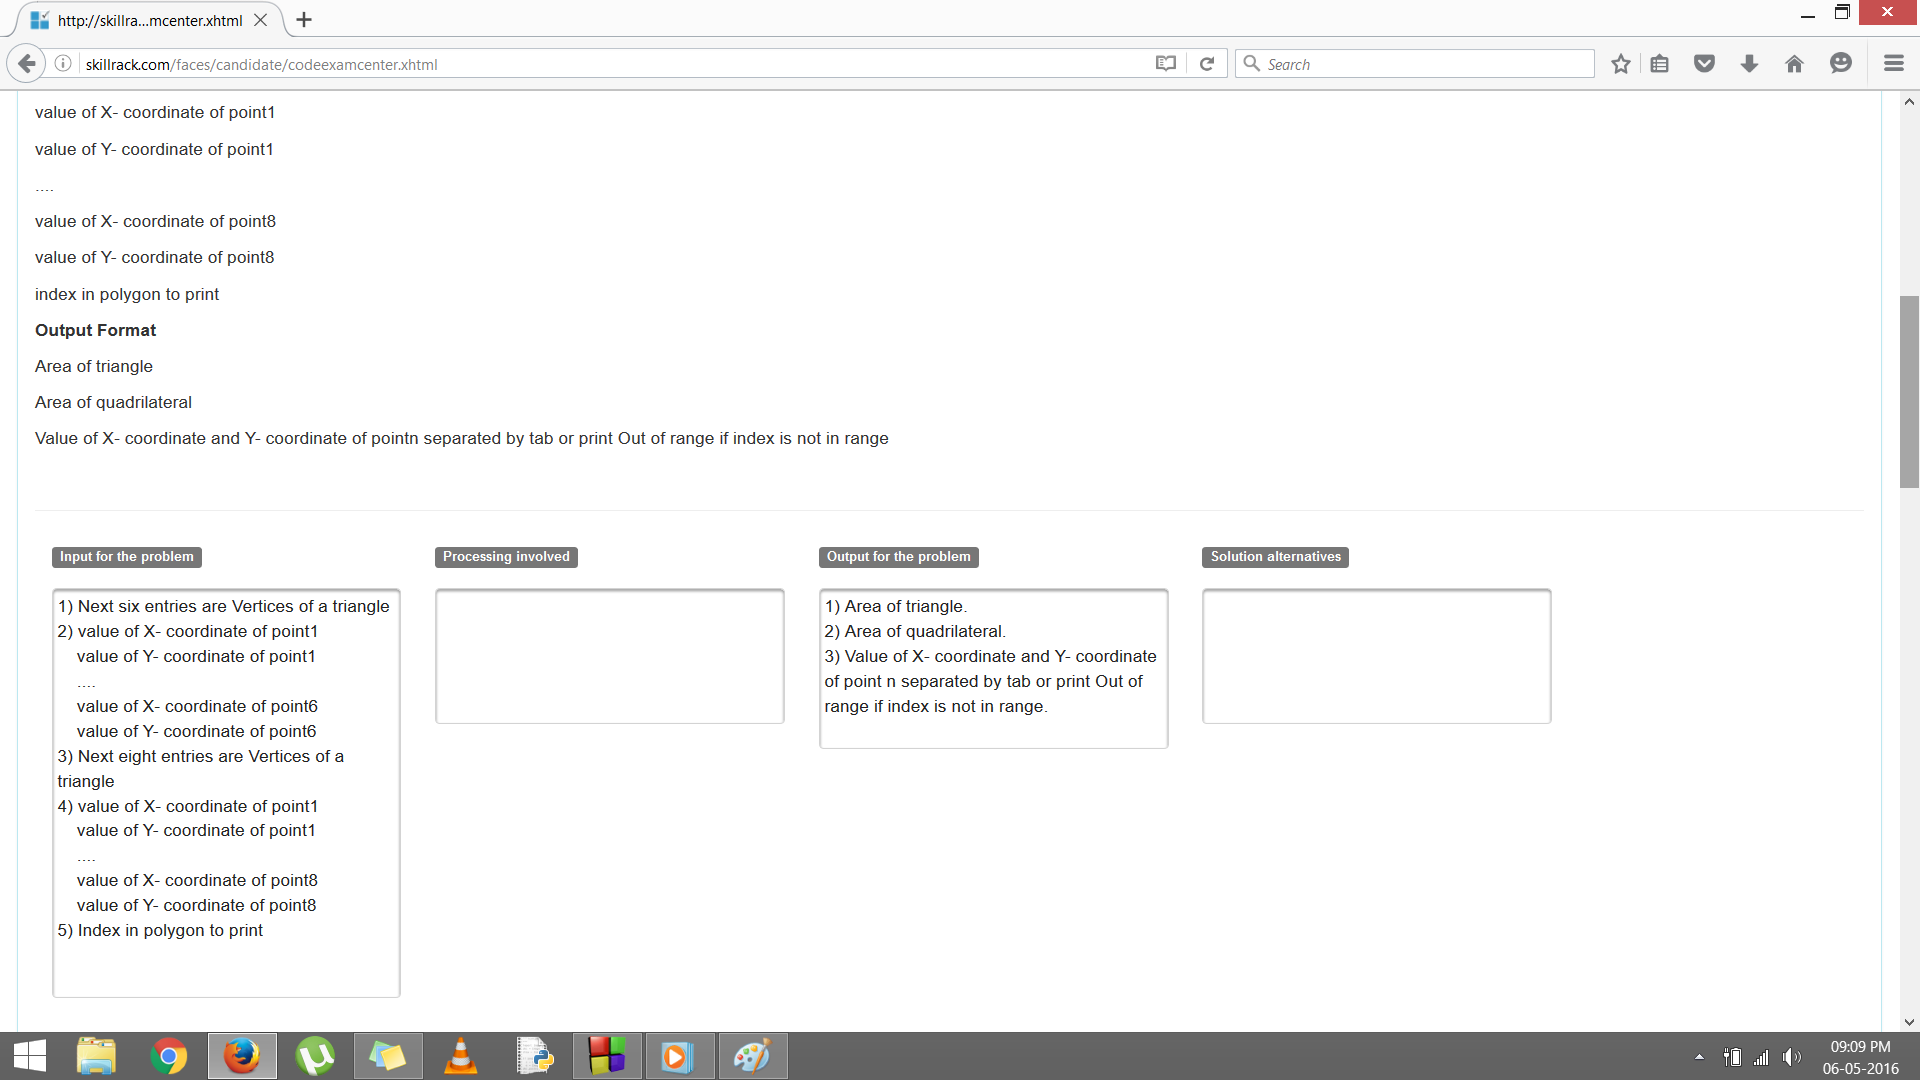 http://skillra...mcenter.xhtml
skillrack.com/faces/candidate/codeexamcenter.xhtml
Search
value of X- coordinate of point1
value of Y- coordinate of point1
....
value of X- coordinate of point8
value of Y- coordinate of point8
index in polygon to print
Output Format
Area of triangle
Area of quadrilateral
Value of X- coordinate and Y- coordinate of pointn separated by tab or print Out of range if index is not in range
Input for the problem
1) Next six entries are Vertices of a triangle
2) value of X- coordinate of point1
value of Y- coordinate of point1
....
value of X- coordinate of point6
value of Y- coordinate of point6
3) Next eight entries are Vertices of a
triangle
4) value of X- coordinate of point1
value of Y- coordinate of point1
....
value of X- coordinate of point8
value of Y- coordinate of point8
5) Index in polygon to print
Processing involved
Output for the problem
1) Area of triangle.
2) Area of quadrilateral.
3) Value of X- coordinate and Y- coordinate
of point n separated by tab or print Out of
range if index is not in range.
Solution alternatives
09:09 PM
06-05-2016